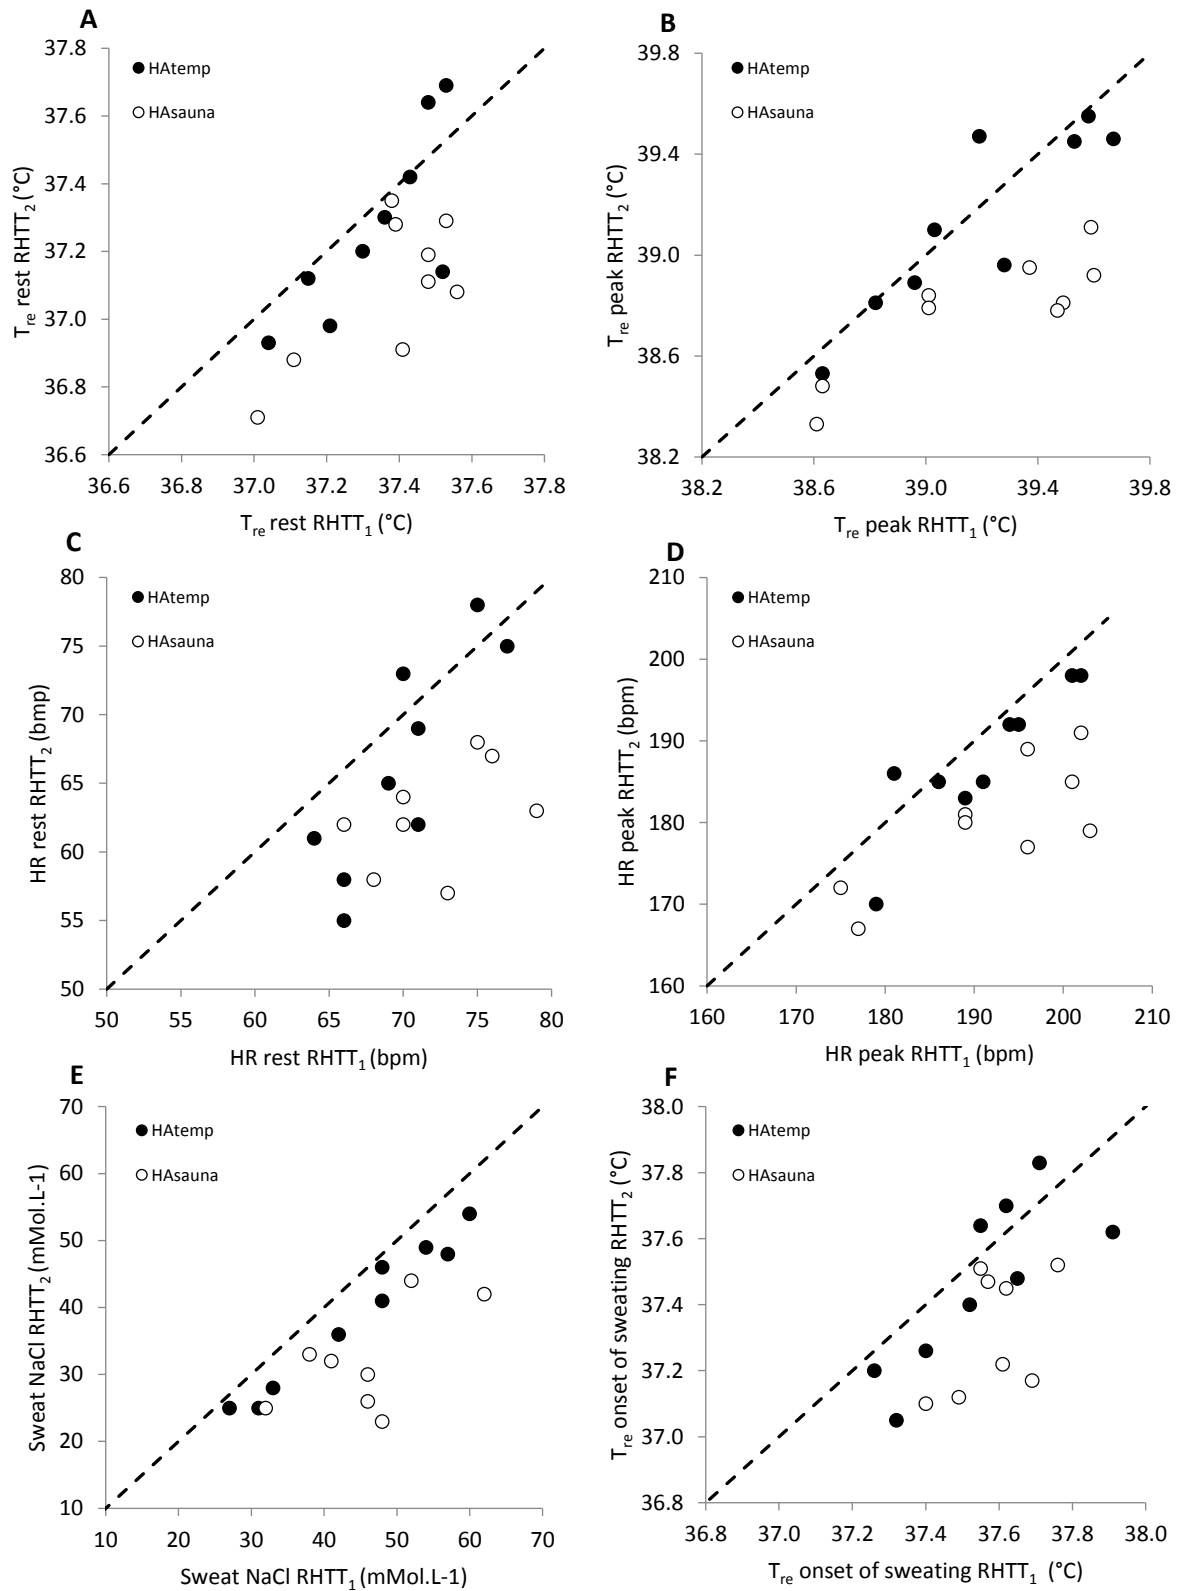 A
37.8
37.6
37.4
37.2
37.0
36.8
36.6
HAtemp
HAsauna
Tre rest RHTT2 (°C)
36.6 36.8 37.0 37.2 37.4 37.6 37.8
Tre rest RHTT1 (°C)
B
39.8
39.4
39.0
38.6
38.2
HAtemp
HAsauna
Tre peak RHTT2 (°C)
38.2 38.6 39.0 39.4 39.8
Tre peak RHTT1 (°C)
C
80
75
70
65
60
55
50
HAtemp
HAsauna
HR rest RHTT2 (bmp)
50 55 60 65 70 75 80
HR rest RHTT1 (bpm)
D
210
200
190
180
170
160
HAtemp
HAsauna
HR peak RHTT2 (bpm)
160 170 180 190 200 210
HR peak RHTT1 (bpm)
E
70
60
50
40
30
20
10
HAtemp
HAsauna
Sweat NaCl RHTT2 (mMol.L-1)
10 20 30 40 50 60 70
Sweat NaCl RHTT1 (mMol.L-1)
F
38.0
37.8
37.6
37.4
37.2
37.0
36.8
HAtemp
HAsauna
Tre onset of sweating RHTT2 (°C)
36.8 37.0 37.2 37.4 37.6 37.8 38.0
Tre onset of sweating RHTT1 (°C)